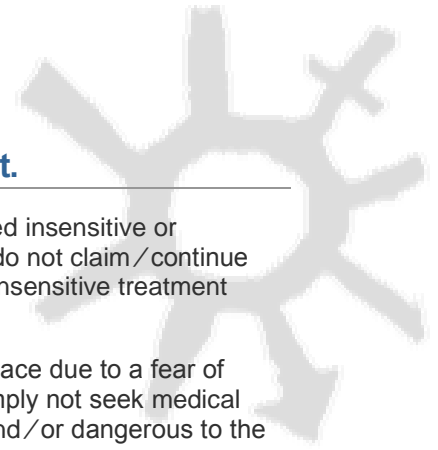 t.
ed insensitive or
do not claim/continue
nsensitive treatment
ace due to a fear of
mply not seek medical
nd/or dangerous to the